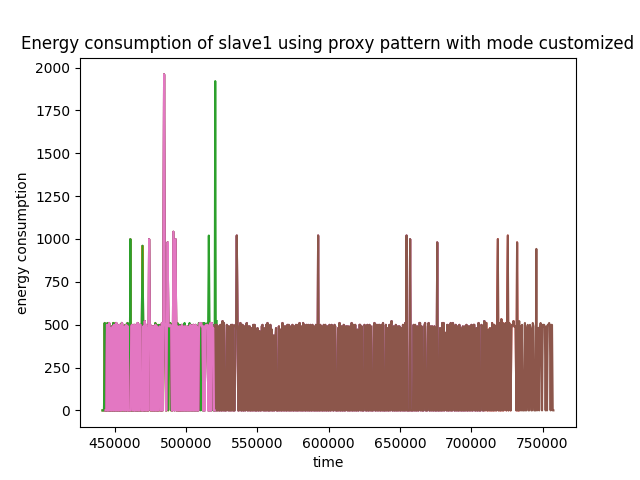 Energy consumption of slave1 using proxy pattern with mode customized
2000
1750
1500
1250
1000
750
500
250
0
energy consumption
450000 500000 550000 600000 650000 700000 750000
time